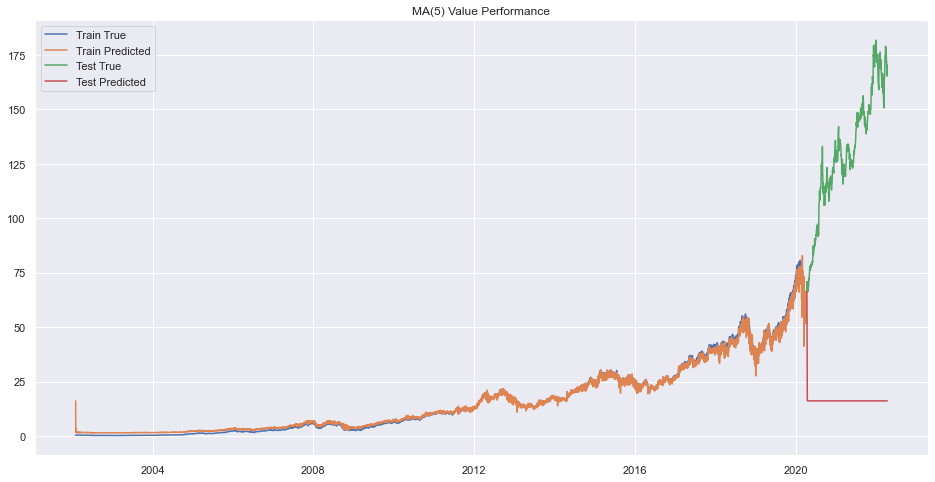 MA(5) Value Performance
Train True
Train Predicted
Test True
Test Predicted
175
150
125
100
75
50
25
0
2004
2008
2012
2016
2020
2022